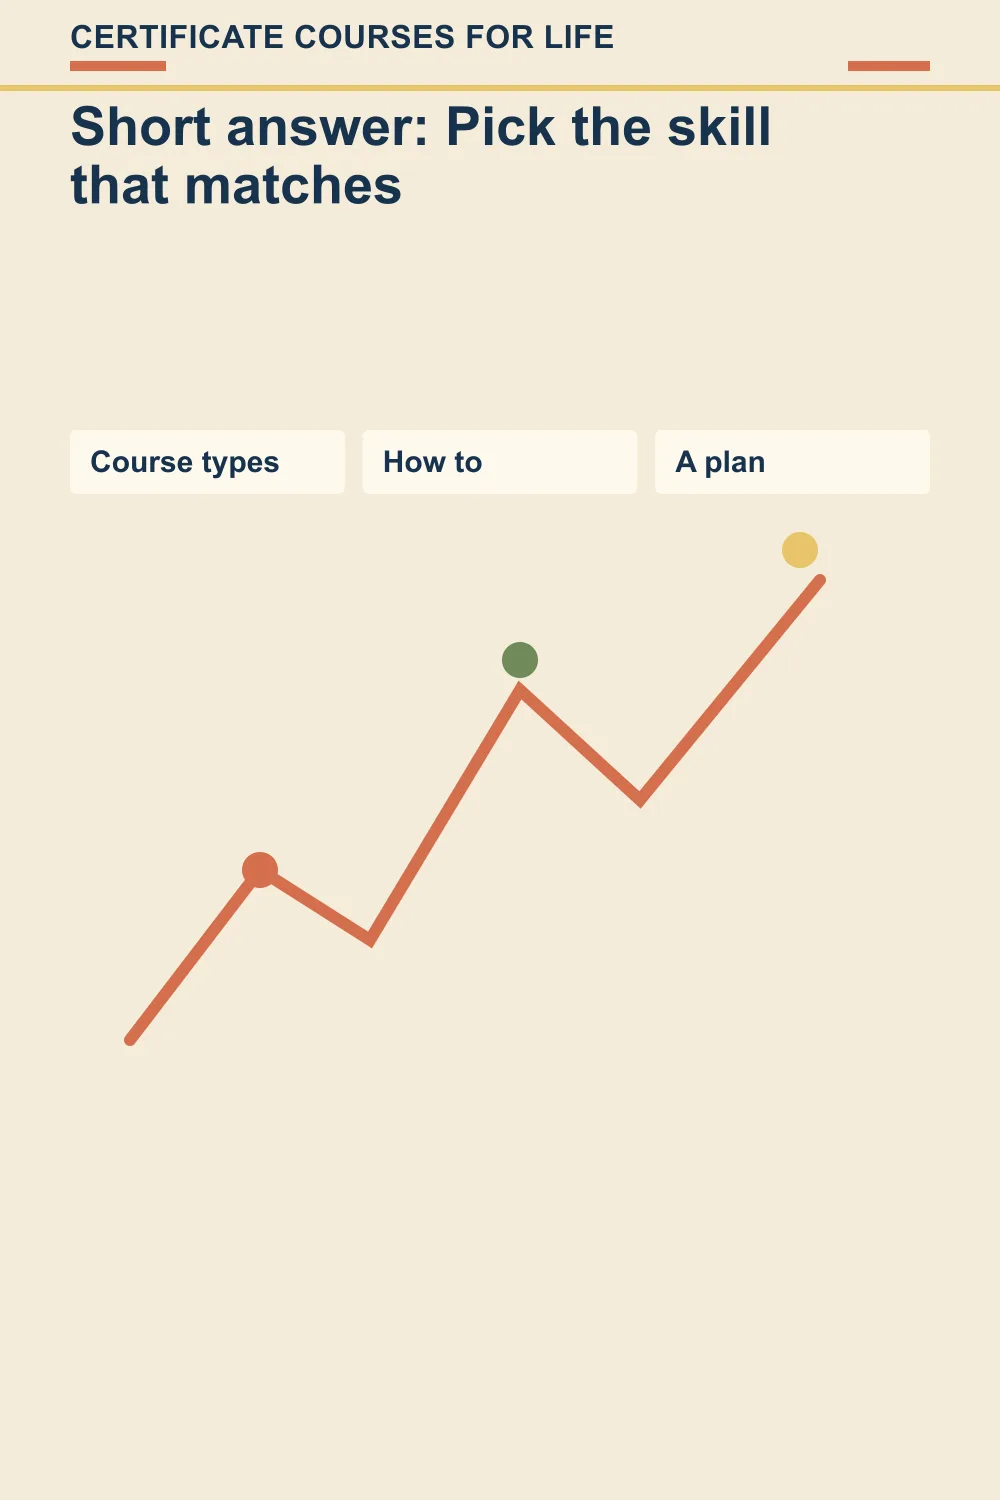 CERTIFICATE COURSES FOR LIFE
Short answer: Pick the skill
that matches
Course types
How to
A plan